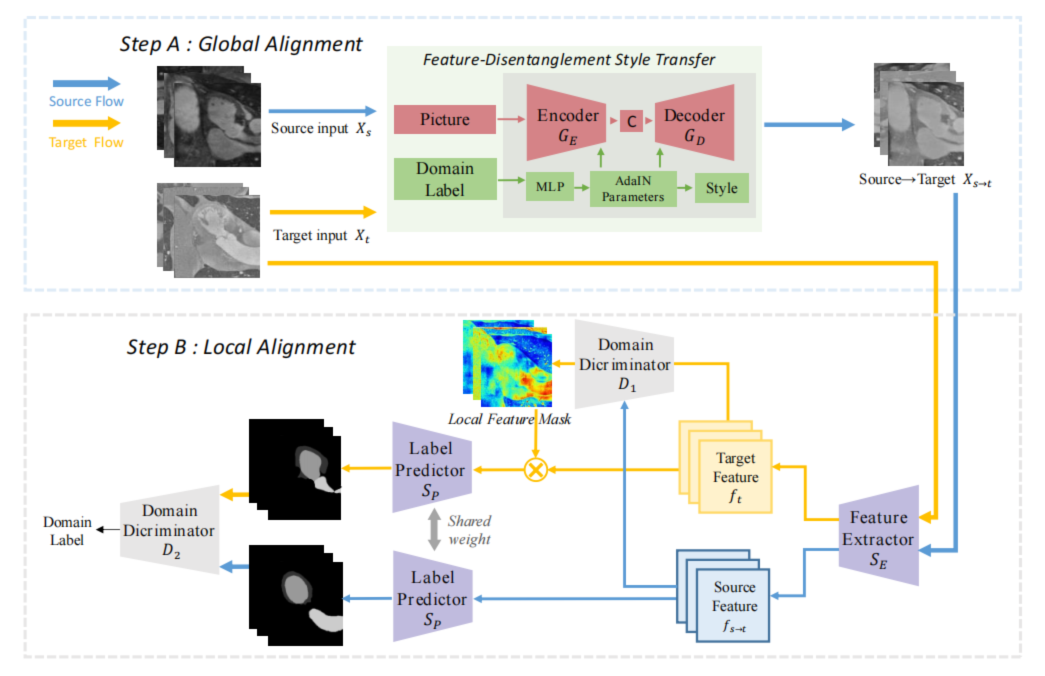 Step A : Global Alignment
Source Flow
Target Flow
Source input X_s
Target input X_t
Feature-Disentanglement Style Transfer
Picture
Domain
Label
Encoder
G_E
C
Decoder
G_D
MLP
AdaIN
Parameters
Style
Source→Target X_{s→t}
Step B : Local Alignment
Local Feature Mask
Domain
Dicriminator
D_1
Target
Feature
f_t
Feature
Extractor
S_E
Source
Feature
f_{s→t}
Label
Predictor
S_P
Shared
weight
Label
Predictor
S_P
Domain
Dicriminator
D_2
Domain
Label